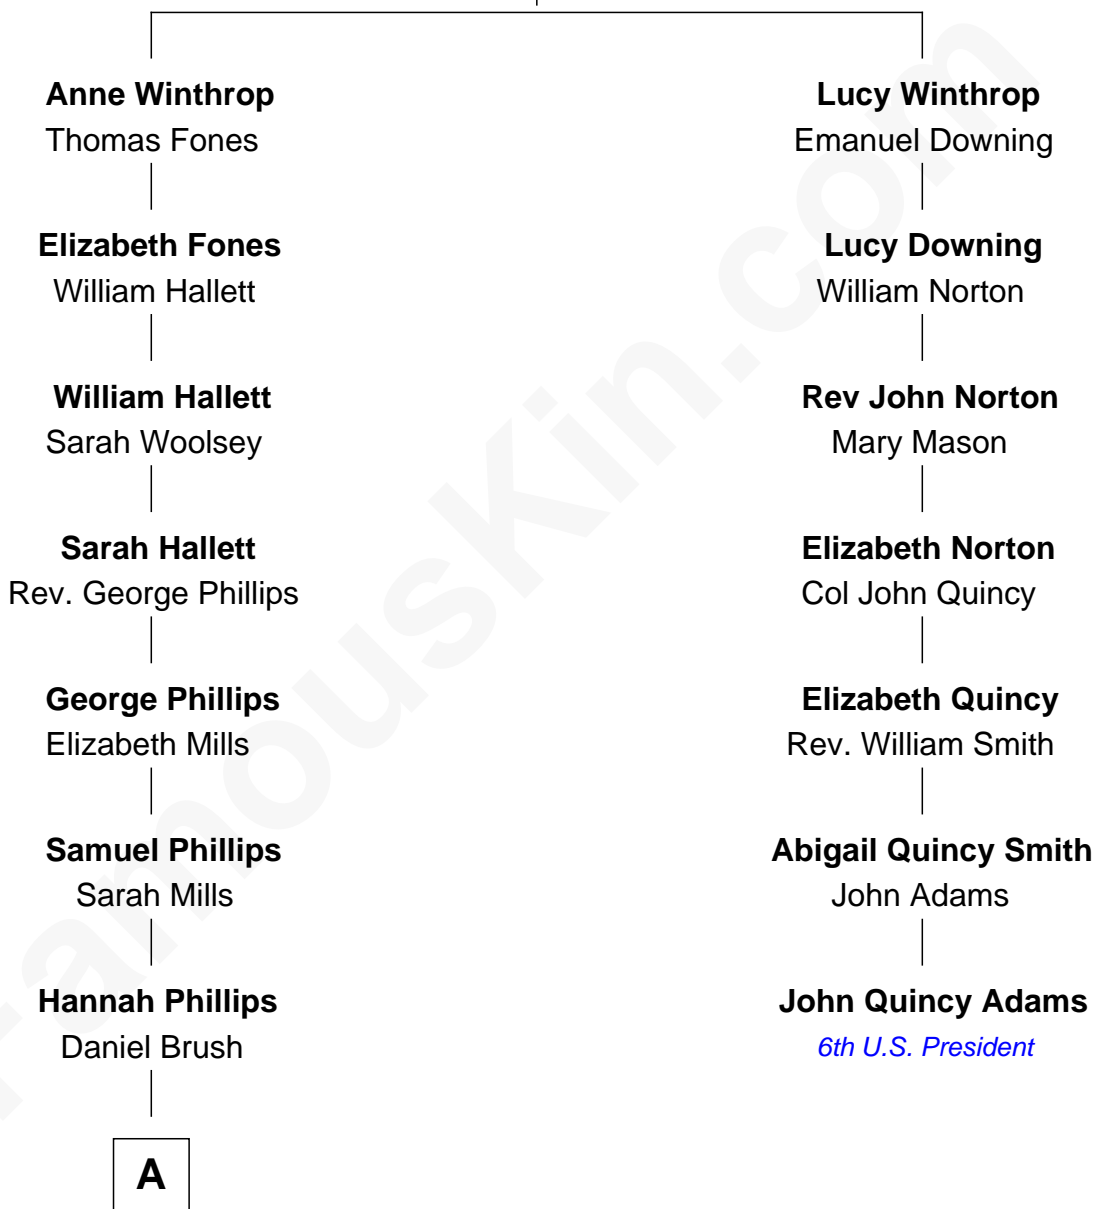 Anne Winthrop
Thomas Fones
Elizabeth Fones
William Hallett
William Hallett
Sarah Woolsey
Sarah Hallett
Rev. George Phillips
George Phillips
Elizabeth Mills
Samuel Phillips
Sarah Mills
Hannah Phillips
Daniel Brush
A
Lucy Winthrop
Emanuel Downing
Lucy Downing
William Norton
Rev John Norton
Mary Mason
Elizabeth Norton
Col John Quincy
Elizabeth Quincy
Rev. William Smith
Abigail Quincy Smith
John Adams
John Quincy Adams
6th U.S. President
FamousKin.com